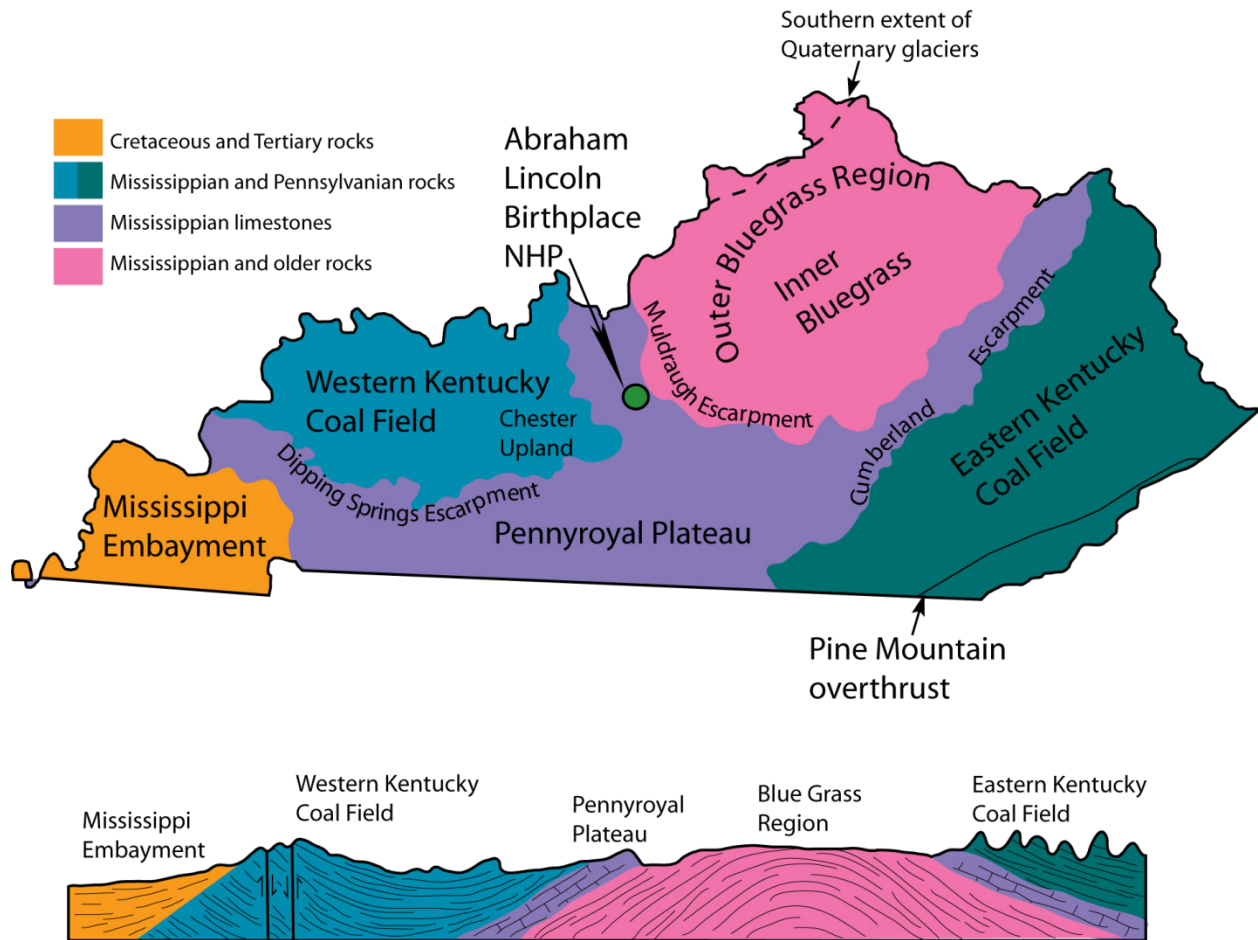 Southern extent of
Quaternary glaciers
Cretaceous and Tertiary rocks
Mississippian and Pennsylvanian rocks
Mississippian limestones
Mississippian and older rocks
Abraham
Lincoln
Birthplace
NHP
Outer Bluegrass Region
Inner
Bluegrass
Muldraugh Escarpment
Western Kentucky
Coal Field
Chester
Upland
Dipping Springs Escarpment
Mississippi
Embayment
Pennyroyal Plateau
Cumberland
Escarpment
Eastern Kentucky
Coal Field
Pine Mountain
overthrust
Mississippi
Embayment
Western Kentucky
Coal Field
Pennyroyal
Plateau
Blue Grass
Region
Eastern Kentucky
Coal Field